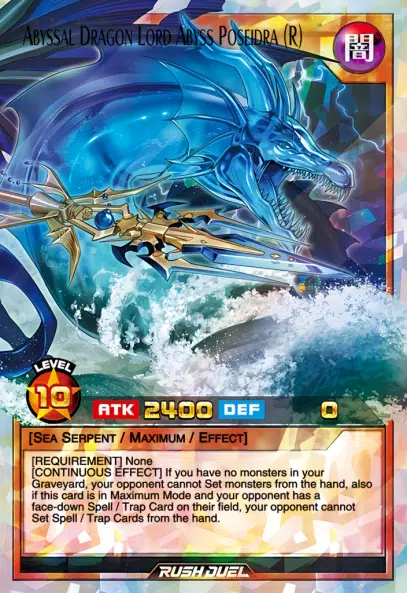 Abyssal Dragon Lord Abyss Poseidra (R)
闇
LEVEL
10
ATK 2400 DEF 0
[Sea Serpent / Maximum / Effect]
[REQUIREMENT] None
[CONTINUOUS EFFECT] If you have no monsters in your
Graveyard, your opponent cannot Set monsters from the hand, also
if this card is in Maximum Mode and your opponent has a
face-down Spell / Trap Card on their field, your opponent cannot
Set Spell / Trap Cards from the hand.
RUSH DUEL